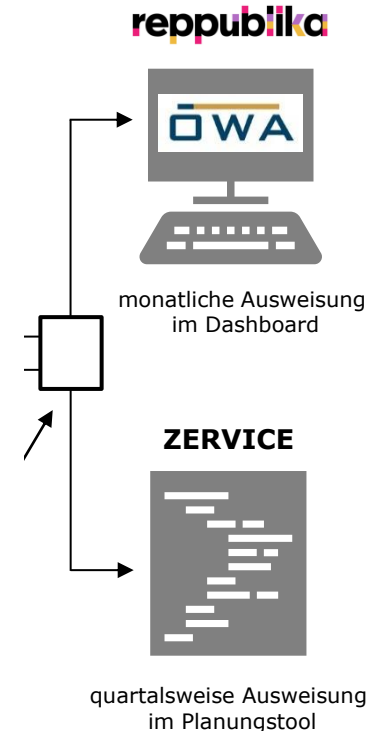 reppublika
ÖWA
monatliche Ausweisung
im Dashboard
ZERVICE
quartalsweise Ausweisung
im Planungstool